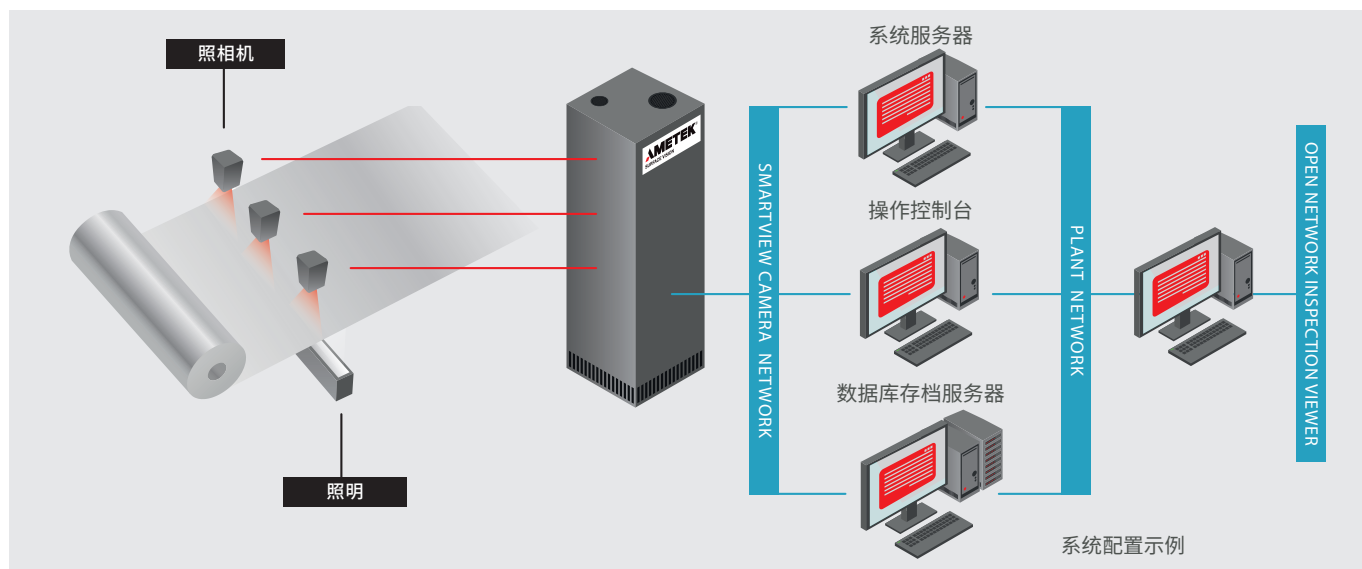 照相机
照明
AMETEK®
SURFACE VISION
SMARTVIEW CAMERA NETWORK
系统服务器
操作控制台
数据库存档服务器
PLANT NETWORK
OPEN NETWORK INSPECTION VIEWER
系统配置示例